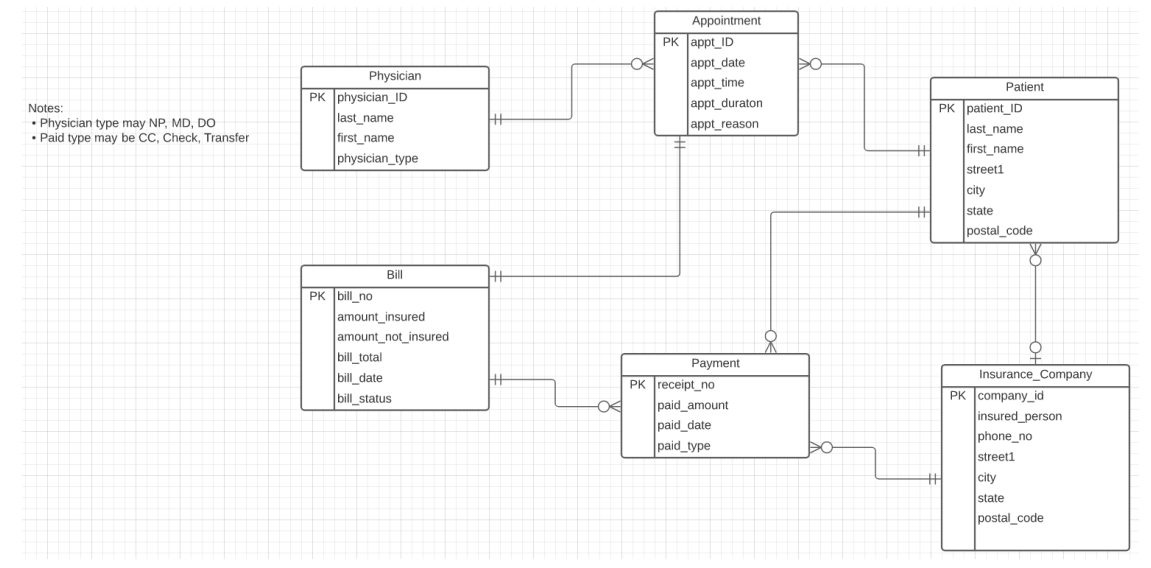 Notes:
• Physician type may NP, MD, DO
• Paid type may be CC, Check, Transfer
Physician
PK physician_ID
last_name
first_name
physician_type
Appointment
PK appt_ID
appt_date
appt_time
appt_duraton
appt_reason
Patient
PK patient_ID
last_name
first_name
street1
city
state
postal_code
Bill
PK bill_no
amount_insured
amount_not_insured
bill_total
bill_date
bill_status
Payment
PK receipt_no
paid_amount
paid_date
paid_type
Insurance_Company
PK company_id
insured_person
phone_no
street1
city
state
postal_code